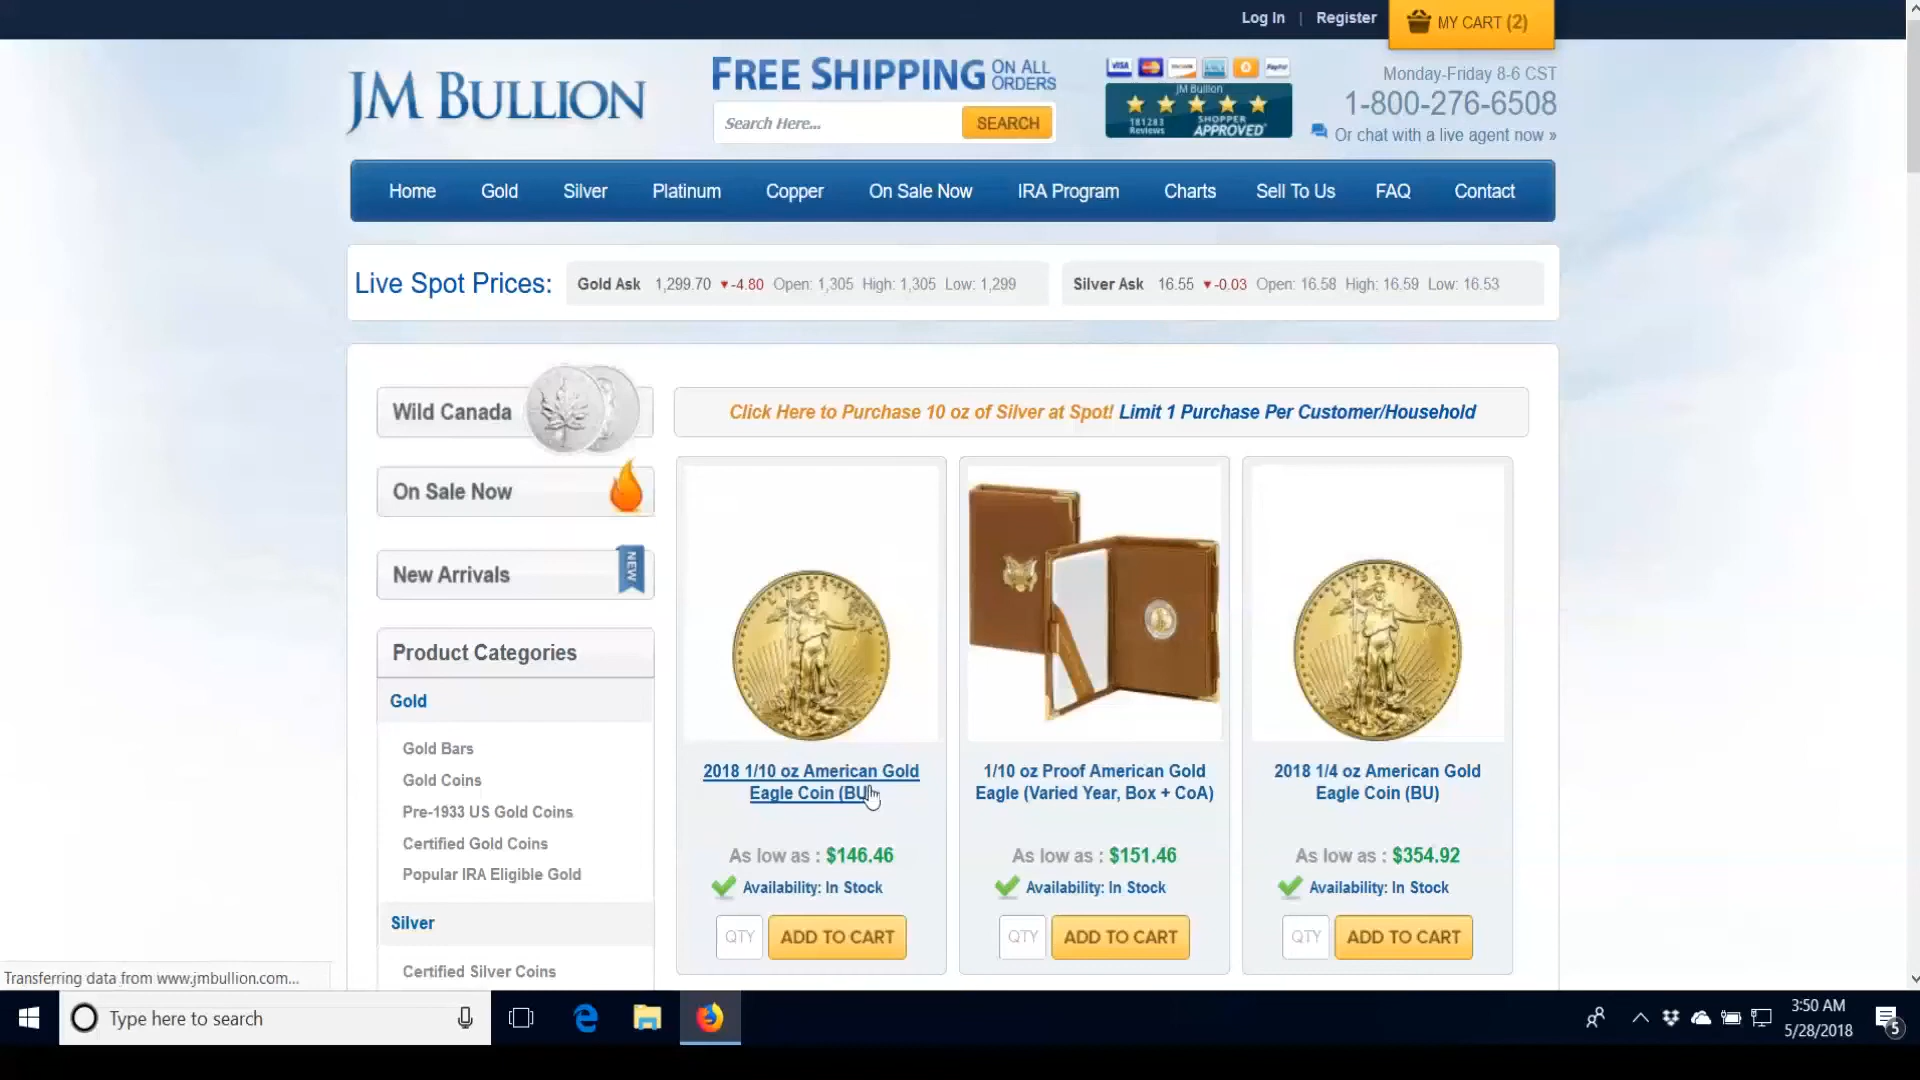 Log In | Register
MY CART (2)
JM BULLION
FREE SHIPPING ON ALL ORDERS
Search Here...
SEARCH
VISA
PayPal
JM Bullion
181283 Reviews
SHOPPER APPROVED
Monday-Friday 8-6 CST
1-800-276-6508
Or chat with a live agent now »
Home Gold Silver Platinum Copper On Sale Now IRA Program Charts Sell To Us FAQ Contact
Live Spot Prices: Gold Ask 1,299.70 ▼-4.80 Open: 1,305 High: 1,305 Low: 1,299 Silver Ask 16.55 ▼-0.03 Open: 16.58 High: 16.59 Low: 16.53
Wild Canada
On Sale Now
New Arrivals
NEW
Product Categories
Gold
Gold Bars
Gold Coins
Pre-1933 US Gold Coins
Certified Gold Coins
Popular IRA Eligible Gold
Silver
Certified Silver Coins
Click Here to Purchase 10 oz of Silver at Spot! Limit 1 Purchase Per Customer/Household
LIBERTY
2018 1/10 oz American Gold
Eagle Coin (BU)
As low as : $146.46
Availability: In Stock
QTY
ADD TO CART
1/10 oz Proof American Gold
Eagle (Varied Year, Box + CoA)
As low as : $151.46
Availability: In Stock
QTY
ADD TO CART
LIBERTY
2018 1/4 oz American Gold
Eagle Coin (BU)
As low as : $354.92
Availability: In Stock
QTY
ADD TO CART
Transferring data from www.jmbullion.com...
Type here to search
3:50 AM
5/28/2018
5